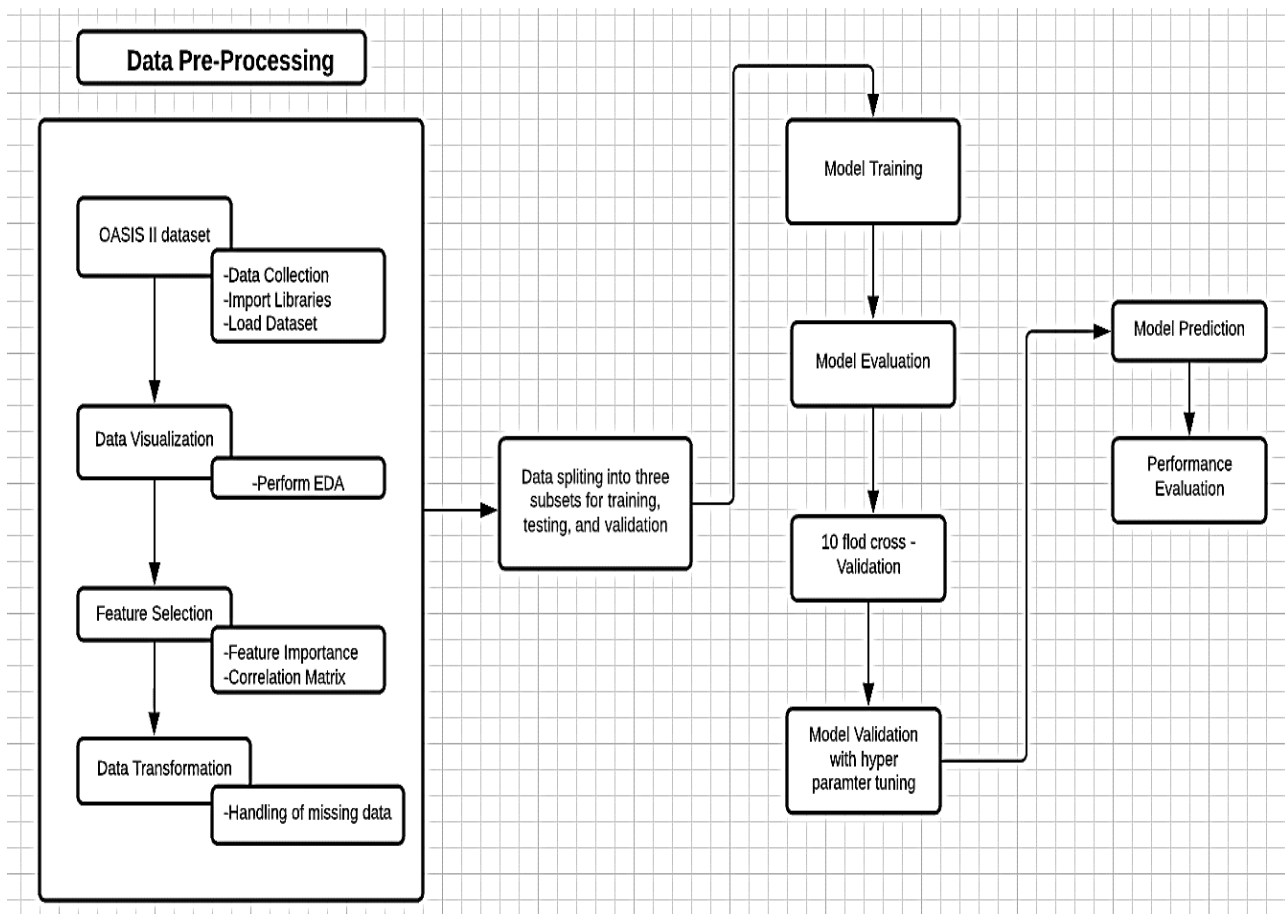 Data Pre-Processing
OASIS II dataset
-Data Collection
-Import Libraries
-Load Dataset
Data Visualization
-Perform EDA
Feature Selection
-Feature Importance
-Correlation Matrix
Data Transformation
-Handling of missing data
Data spliting into three
subsets for training,
testing, and validation
Model Training
Model Evaluation
10 flod cross -
Validation
Model Validation
with hyper
paramter tuning
Model Prediction
Performance
Evaluation